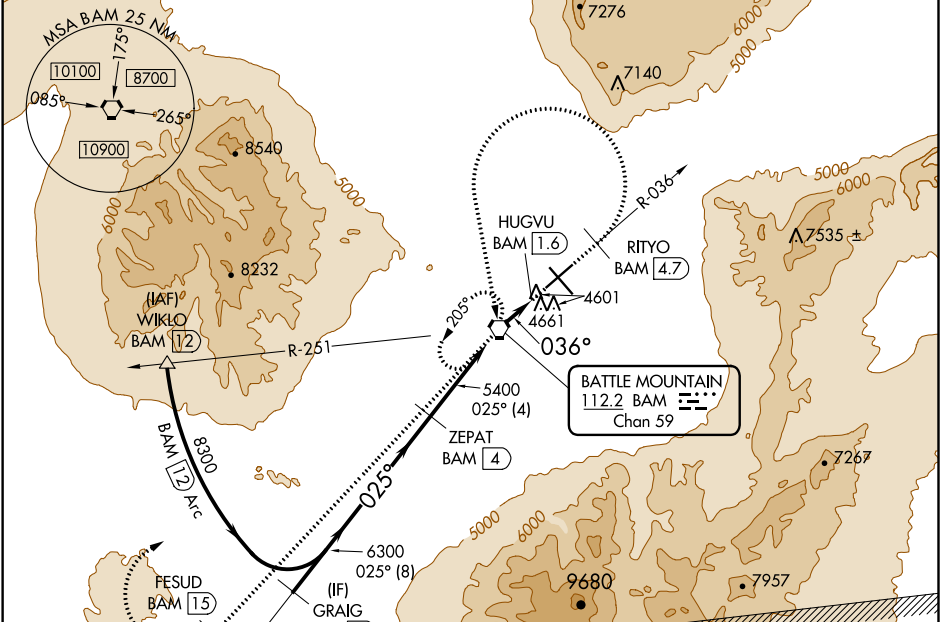 MSA BAM 25 NM
175°
10100
8700
085°
265°
10900
7276
6000
5000
7140
8540
5000
6000
8232
(IAF)
WIKLO
BAM 12
R-251
8300
BAM 12 Arc
HUGVU
BAM 1.6
R-036
RITYO
BAM 4.7
5000
6000
7535 ±
4601
4661
205°
036°
BATTLE MOUNTAIN
112.2 BAM
Chan 59
5400
025° (4)
ZEPAT
BAM 4
025°
7267
5000
6000
6300
025° (8)
(IF)
GRAIG
FESUD
BAM 15
9680
7957